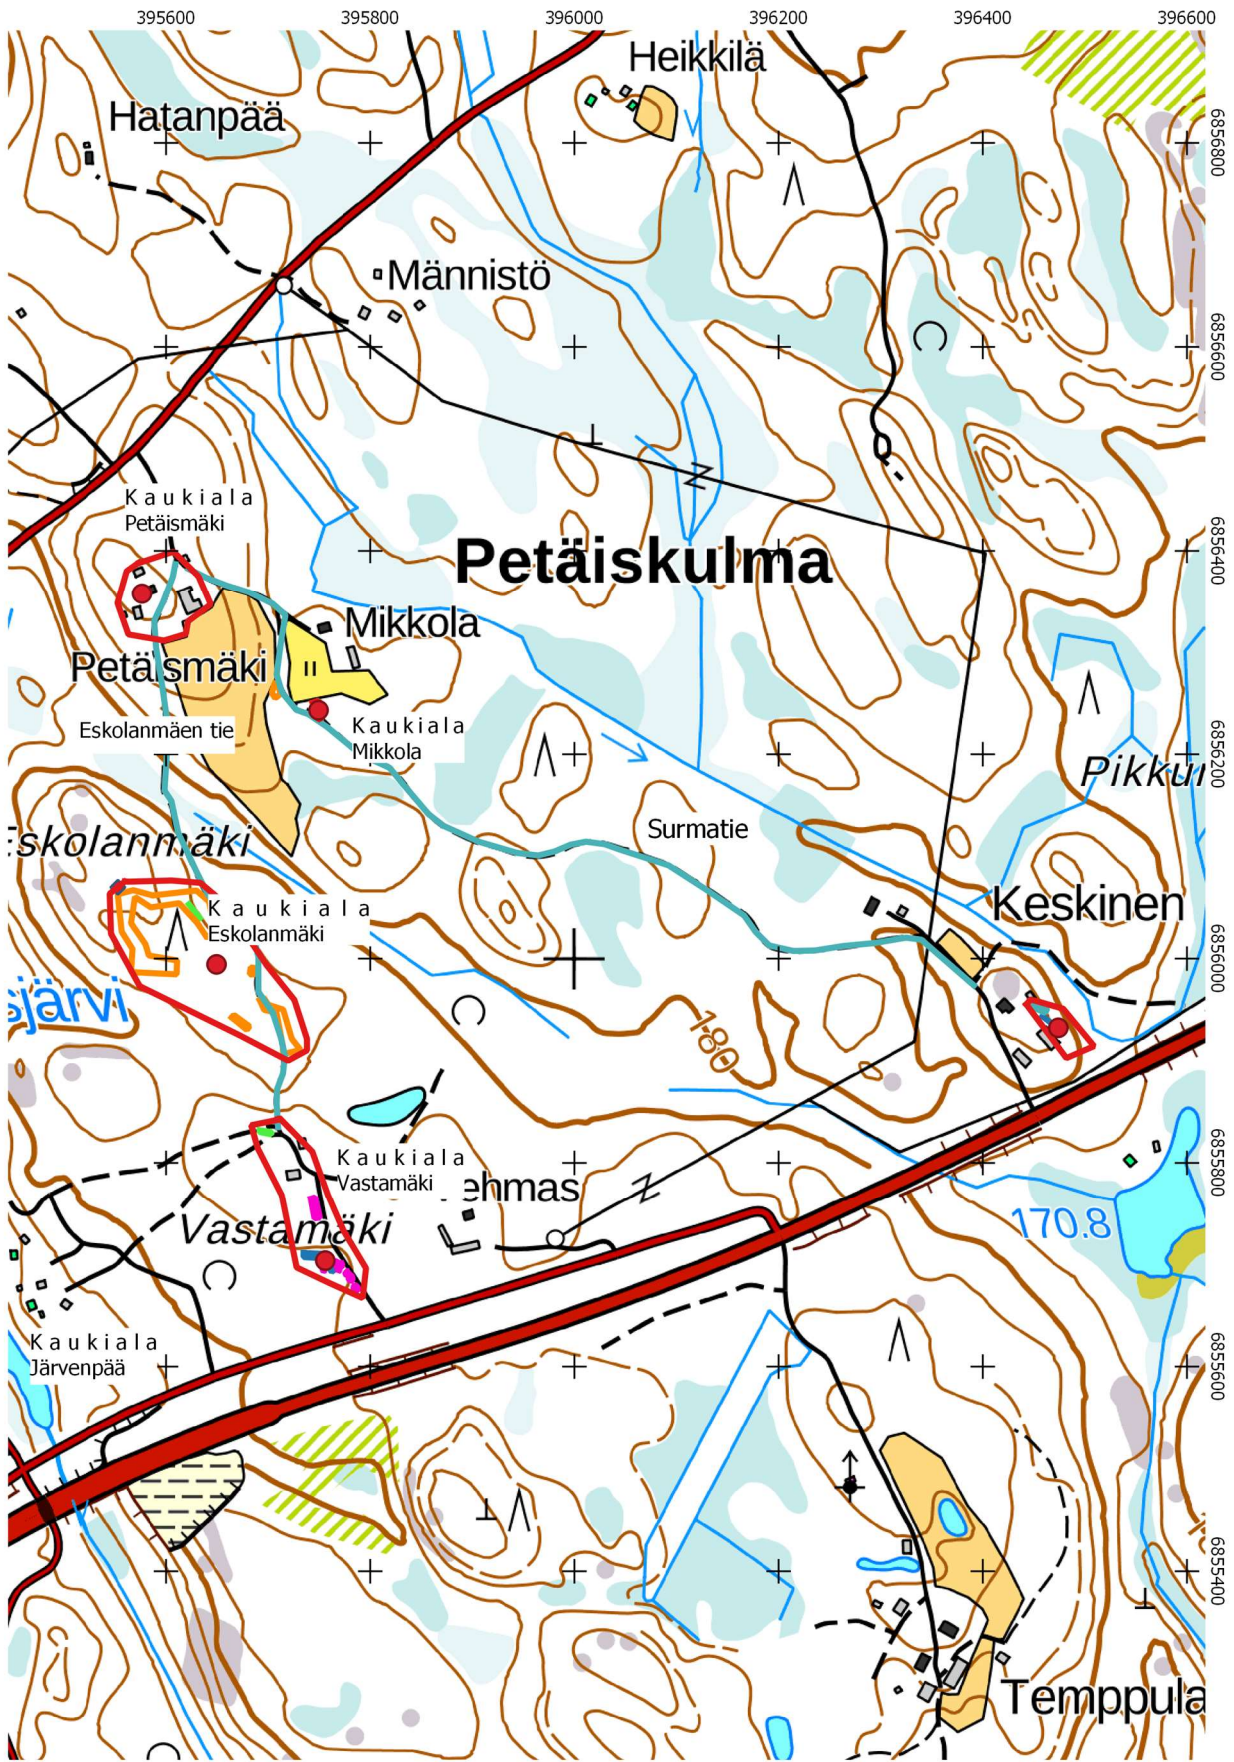 395600 395800 396000 396200 396400 396600
Heikkilä
Hatanpää
6856800
Männistö
6856600
Kaukiala
Petäismäki
6856400
Petäiskulma
Mikkola
Petäismäki
Eskolanmäen tie
Kaukiala
Mikkola
6856200
Surmatie
Eskolanmäki
Keskinen
Kaukiala
Eskolanmäki
6856000
sjärvi
180
Kaukiala
Vastamäki
ehmas
6855800
Vastamäki
170.8
Kaukiala
Järvenpää
6855600
6855400
Temppula